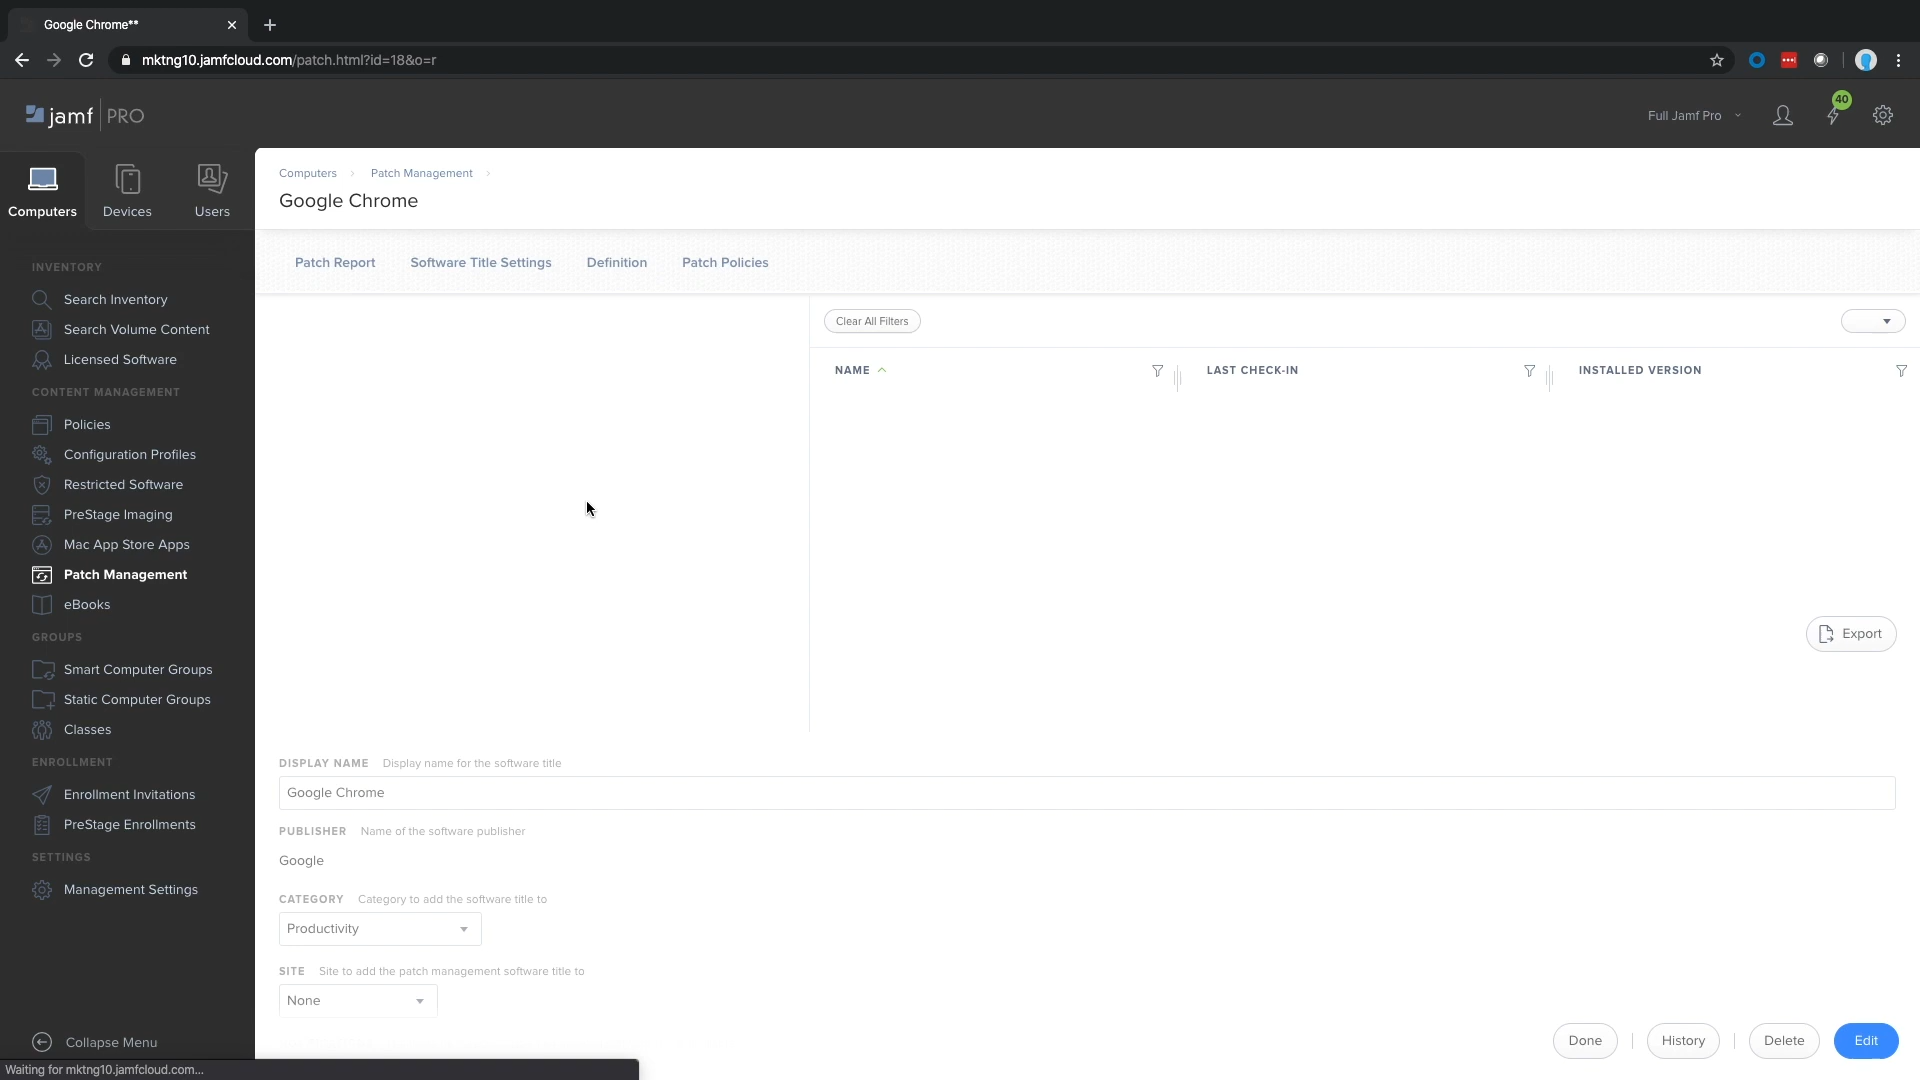 Google Chrome**
mktng10.jamfcloud.com/patch.html?id=18&o=r
jamf PRO
Full Jamf Pro
40
Computers
Devices
Users
INVENTORY
Search Inventory
Search Volume Content
Licensed Software
CONTENT MANAGEMENT
Policies
Configuration Profiles
Restricted Software
PreStage Imaging
Mac App Store Apps
Patch Management
eBooks
GROUPS
Smart Computer Groups
Static Computer Groups
Classes
ENROLLMENT
Enrollment Invitations
PreStage Enrollments
SETTINGS
Management Settings
Collapse Menu
Waiting for mktng10.jamfcloud.com...
Computers > Patch Management >
Google Chrome
Patch Report Software Title Settings Definition Patch Policies
Clear All Filters
NAME LAST CHECK-IN INSTALLED VERSION
Export
DISPLAY NAME Display name for the software title
Google Chrome
PUBLISHER Name of the software publisher
Google
CATEGORY Category to add the software title to
Productivity
SITE Site to add the patch management software title to
None
Done History Delete Edit